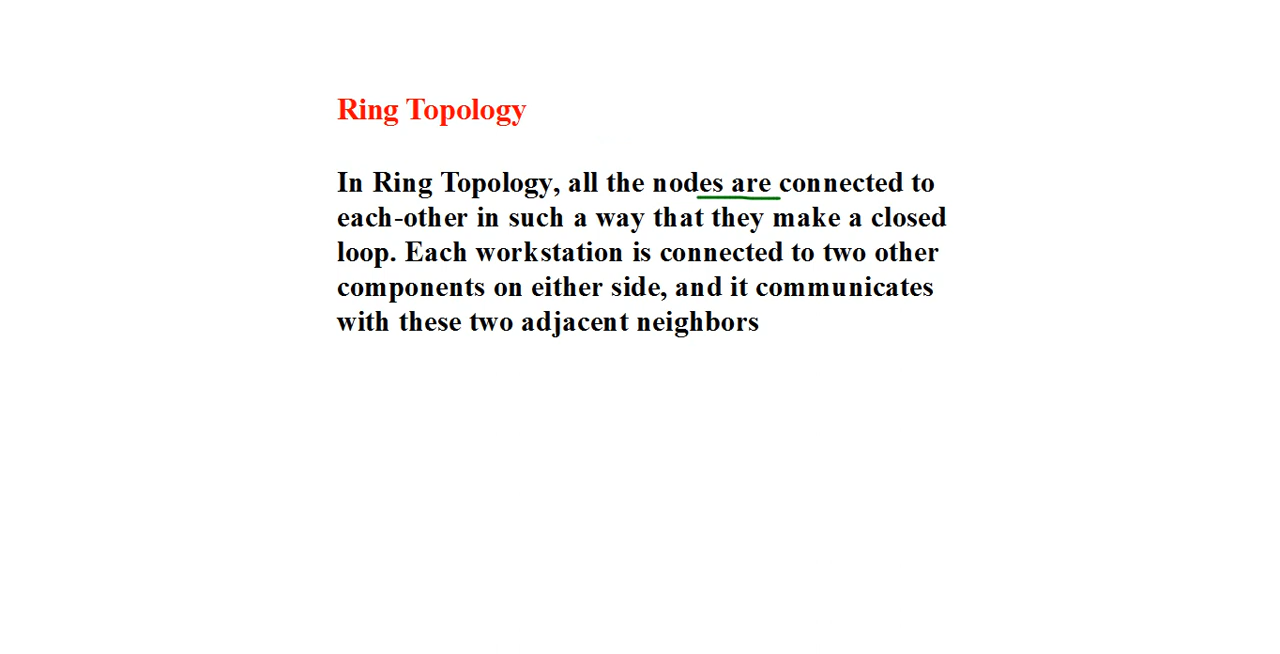 Ring Topology
In Ring Topology, all the nodes are connected to
each-other in such a way that they make a closed
loop. Each workstation is connected to two other
components on either side, and it communicates
with these two adjacent neighbors